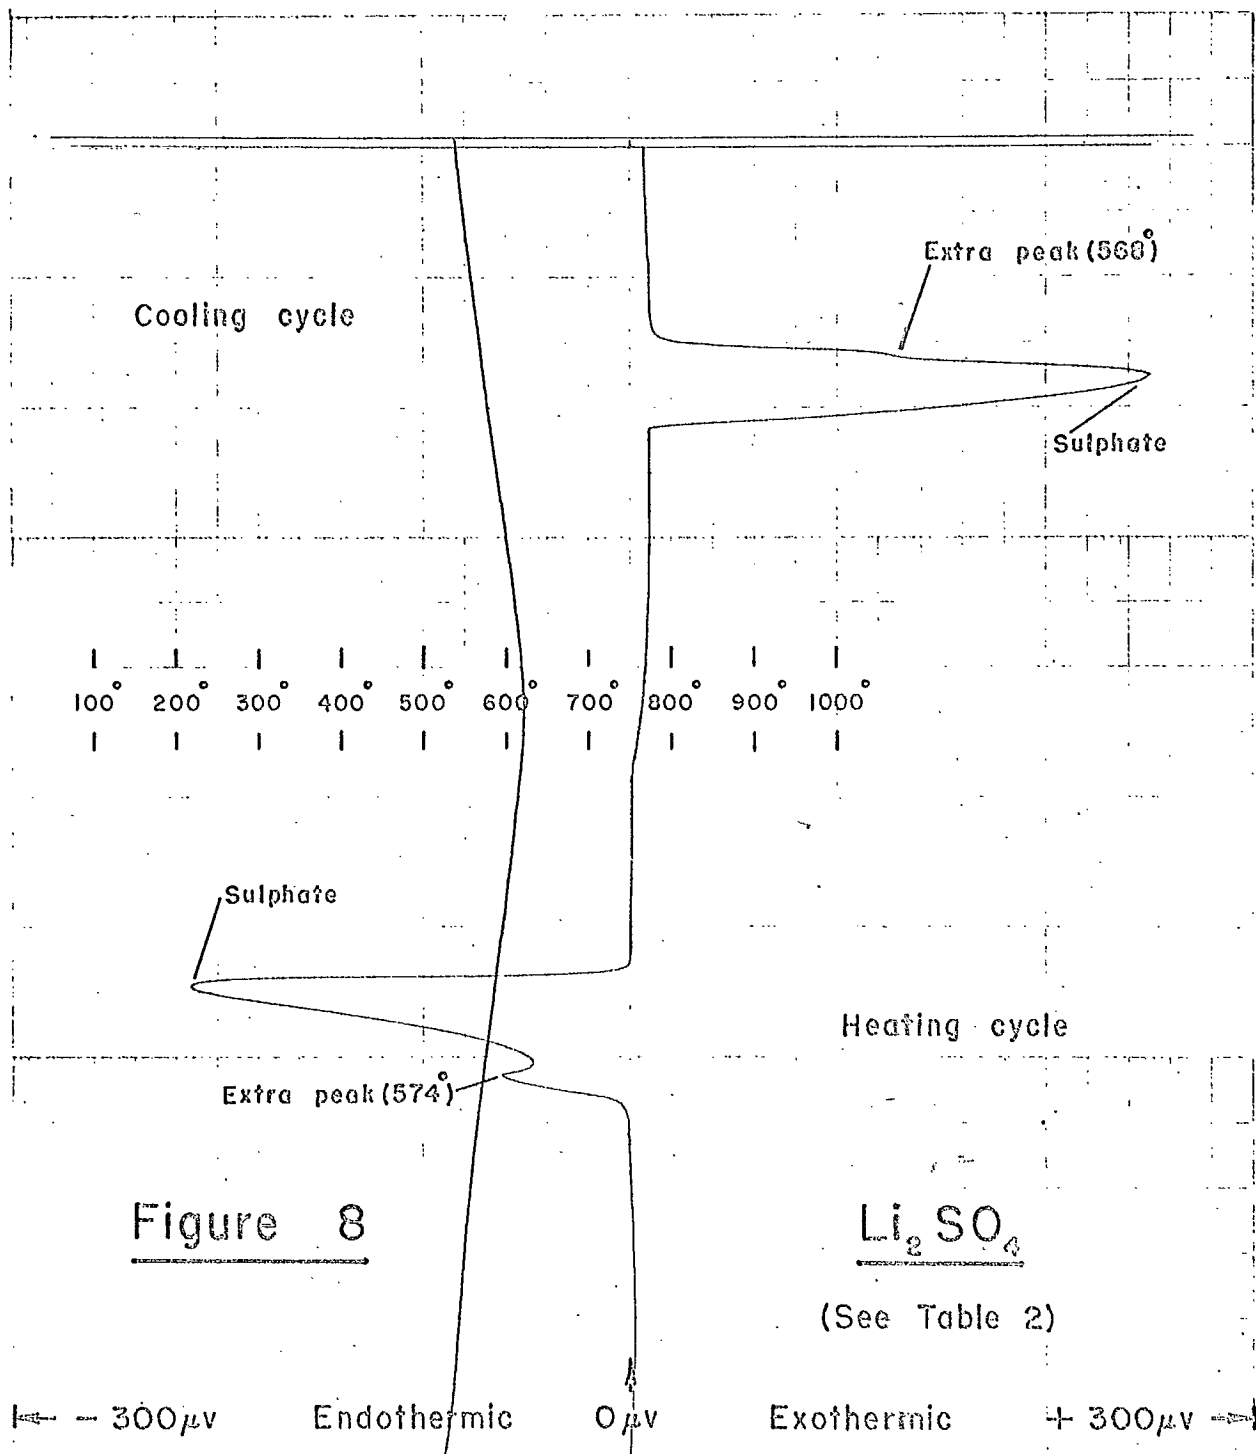 Extra peak (568°)
Cooling cycle
Sulphate
100° 200° 300° 400° 500° 600° 700° 800° 900° 1000°
Sulphate
Heating cycle
Extra peak (574°)
Figure 8
Li₂SO₄
(See Table 2)
- 300μv Endothermic 0μv Exothermic + 300μv